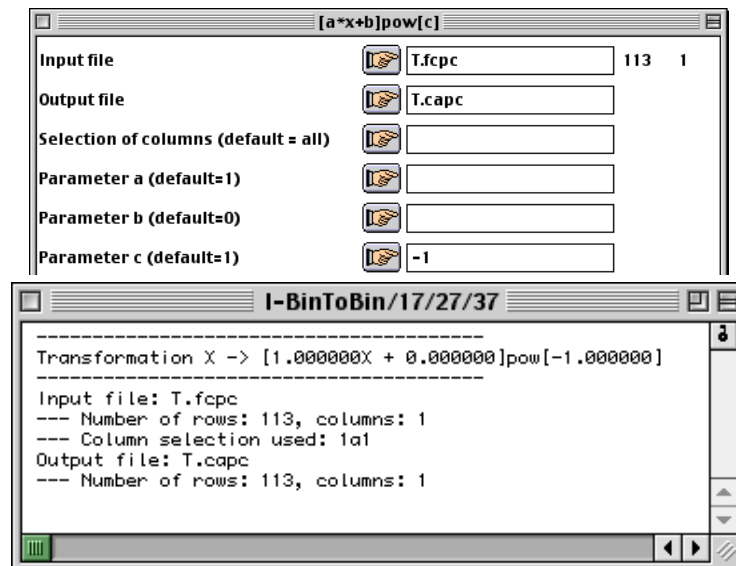 [a*x+b]pow[c]
Input file T.fcpc 113 1
Output file T.capc
Selection of columns (default = all)
Parameter a (default=1)
Parameter b (default=0)
Parameter c (default=1) -1
I-BinToBin/17/27/37
----------------------------------------
Transformation X -> [1.000000X + 0.000000]pow[-1.000000]
----------------------------------------
Input file: T.fcpc
--- Number of rows: 113, columns: 1
--- Column selection used: 1a1
Output file: T.capc
--- Number of rows: 113, columns: 1